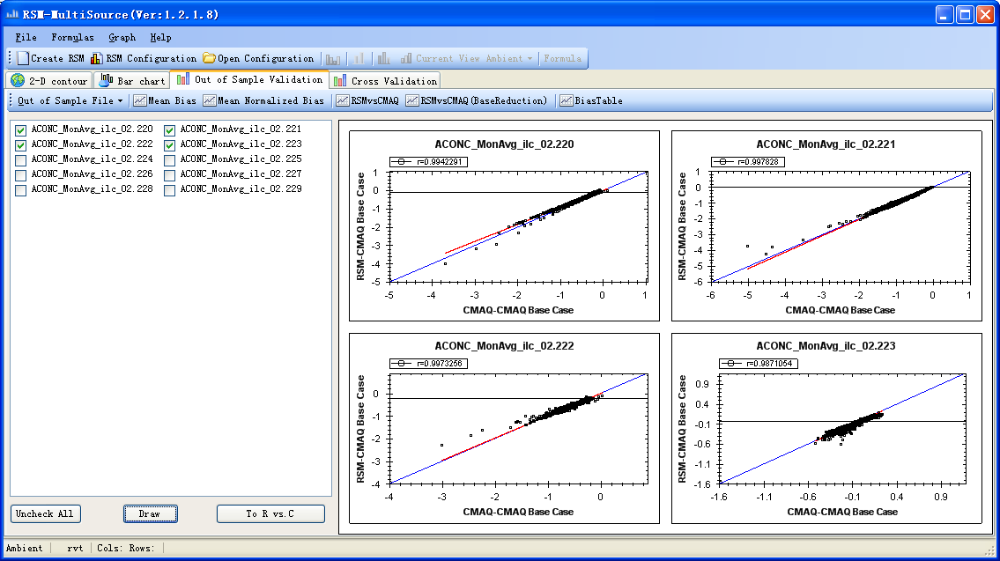 RSM-MultiSource(Ver:1.2.1.8)
File Formulas Graph Help
Create RSM RSM Configuration Open Configuration Current View Ambient Formula
2-D contour Bar chart Out of Sample Validation Cross Validation
Out of Sample File Mean Bias Mean Normalized Bias RSMvsCMAQ RSMvsCMAQ(BaseReduction) BiasTable
ACONC_MonAvg_ilc_02.220 ACONC_MonAvg_ilc_02.221
ACONC_MonAvg_ilc_02.222 ACONC_MonAvg_ilc_02.223
ACONC_MonAvg_ilc_02.224 ACONC_MonAvg_ilc_02.225
ACONC_MonAvg_ilc_02.226 ACONC_MonAvg_ilc_02.227
ACONC_MonAvg_ilc_02.228 ACONC_MonAvg_ilc_02.229
Uncheck All Draw To R vs.C
ACONC_MonAvg_ilc_02.220
r=0.9942291
RSM-CMAQ Base Case
1
0
-1
-2
-3
-4
-5
-5 -4 -3 -2 -1 0 1
CMAQ-CMAQ Base Case
ACONC_MonAvg_ilc_02.221
r=0.997828
RSM-CMAQ Base Case
1
0
-1
-2
-3
-4
-5
-6
-6 -5 -4 -3 -2 -1 0 1
CMAQ-CMAQ Base Case
ACONC_MonAvg_ilc_02.222
r=0.9973256
RSM-CMAQ Base Case
0
-1
-2
-3
-4
-4 -3 -2 -1 0
CMAQ-CMAQ Base Case
ACONC_MonAvg_ilc_02.223
r=0.9871054
RSM-CMAQ Base Case
0.9
0.4
-0.1
-0.6
-1.1
-1.6
-1.6 -1.1 -0.6 -0.1 0.4 0.9
CMAQ-CMAQ Base Case
Ambient rvt Cols: Rows: